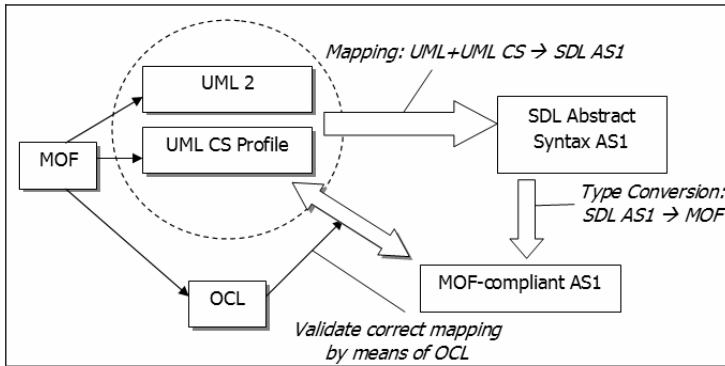 Mapping: UML+UML CS → SDL AS1
UML 2
UML CS Profile
MOF
SDL Abstract
Syntax AS1
Type Conversion:
SDL AS1 → MOF
OCL
MOF-compliant AS1
Validate correct mapping
by means of OCL